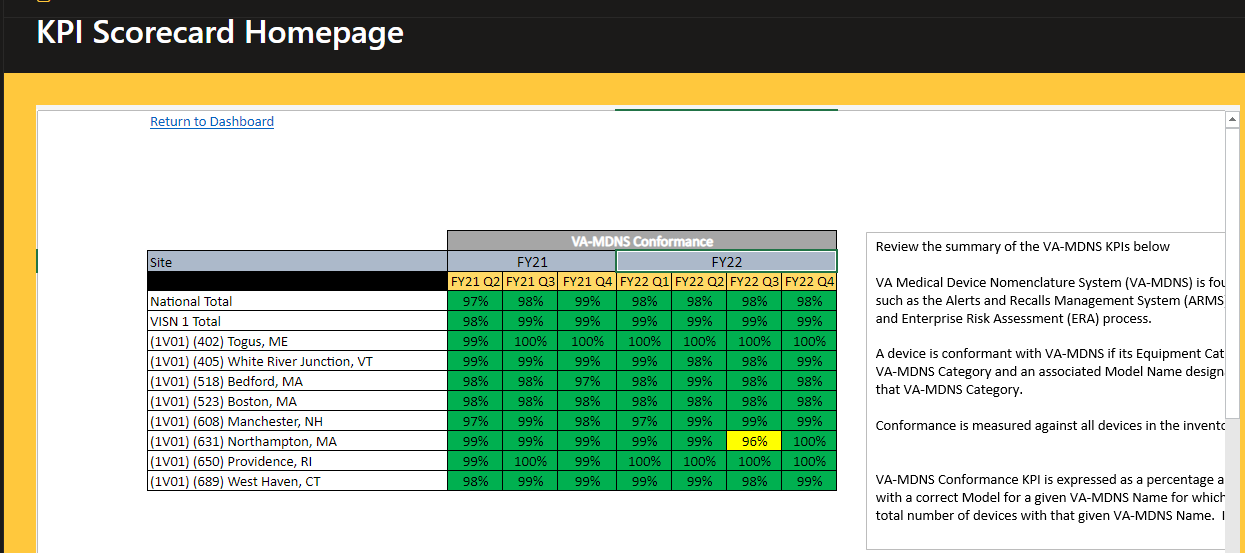 KPI Scorecard Homepage
Return to Dashboard
VA-MDNS Conformance
Site FY21 FY22
FY21 Q2 FY21 Q3 FY21 Q4 FY22 Q1 FY22 Q2 FY22 Q3 FY22 Q4
National Total 97% 98% 99% 98% 98% 98% 98%
VISN 1 Total 98% 99% 99% 99% 99% 99% 99%
(1V01) (402) Togus, ME 99% 100% 100% 100% 100% 100% 100%
(1V01) (405) White River Junction, VT 99% 99% 99% 99% 98% 98% 99%
(1V01) (518) Bedford, MA 98% 98% 97% 98% 99% 98% 98%
(1V01) (523) Boston, MA 98% 98% 98% 98% 98% 98% 98%
(1V01) (608) Manchester, NH 97% 99% 98% 97% 99% 99% 99%
(1V01) (631) Northampton, MA 99% 99% 99% 99% 99% 96% 100%
(1V01) (650) Providence, RI 99% 100% 99% 100% 100% 100% 100%
(1V01) (689) West Haven, CT 98% 99% 99% 99% 99% 98% 99%
Review the summary of the VA-MDNS KPIs below
VA Medical Device Nomenclature System (VA-MDNS) is
such as the Alerts and Recalls Management System (ARMS
and Enterprise Risk Assessment (ERA) process.
A device is conformant with VA-MDNS if its Equipment Cat
VA-MDNS Category and an associated Model Name design
that VA-MDNS Category.
Conformance is measured against all devices in the
VA-MDNS Conformance KPI is expressed as a percentage a
with a correct Model for a given VA-MDNS Name for which
total number of devices with that given VA-MDNS Name.